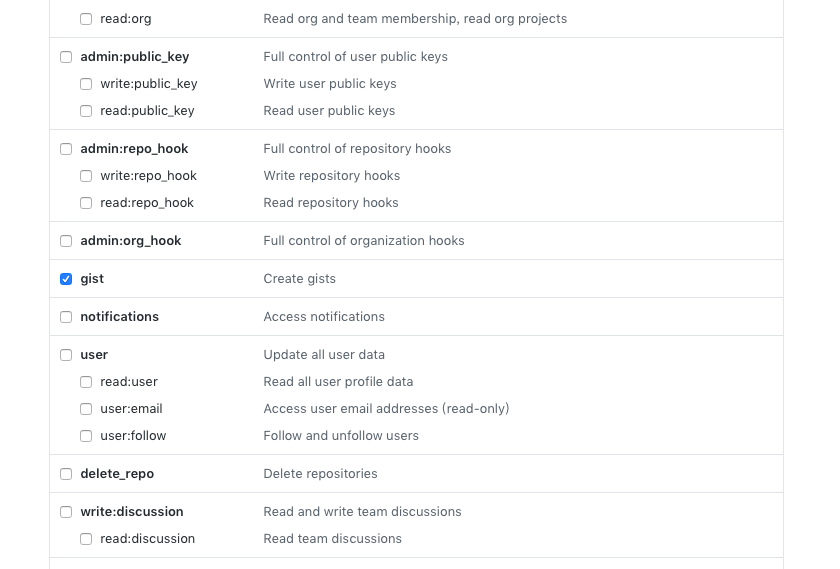 read:org Read org and team membership, read org projects
admin:public_key Full control of user public keys
write:public_key Write user public keys
read:public_key Read user public keys
admin:repo_hook Full control of repository hooks
write:repo_hook Write repository hooks
read:repo_hook Read repository hooks
admin:org_hook Full control of organization hooks
gist Create gists
notifications Access notifications
user Update all user data
read:user Read all user profile data
user:email Access user email addresses (read-only)
user:follow Follow and unfollow users
delete_repo Delete repositories
write:discussion Read and write team discussions
read:discussion Read team discussions